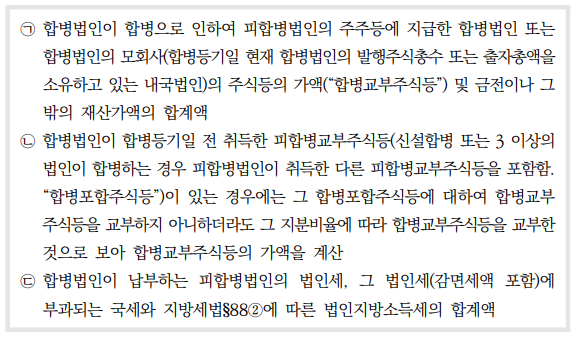 ㉠ 합병법인이 합병으로 인하여 피합병법인의 주주등에 지급한 합병법인 또는
합병법인의 모회사(합병등기일 현재 합병법인의 발행주식총수 또는 출자총액을
소유하고 있는 내국법인)의 주식등의 가액(“합병교부주식등”) 및 금전이나 그
밖의 재산가액의 합계액
㉡ 합병법인이 합병등기일 전 취득한 피합병교부주식등(신설합병 또는 3 이상의
법인이 합병하는 경우 피합병법인이 취득한 다른 피합병교부주식등을 포함함.
“합병포합주식등”)이 있는 경우에는 그 합병포합주식등에 대하여 합병교부
주식등을 교부하지 아니하더라도 그 지분비율에 따라 합병교부주식등을 교부한
것으로 보아 합병교부주식등의 가액을 계산
㉢ 합병법인이 납부하는 피합병법인의 법인세, 그 법인세(감면세액 포함)에
부과되는 국세와 지방세법§88②에 따른 법인지방소득세의 합계액